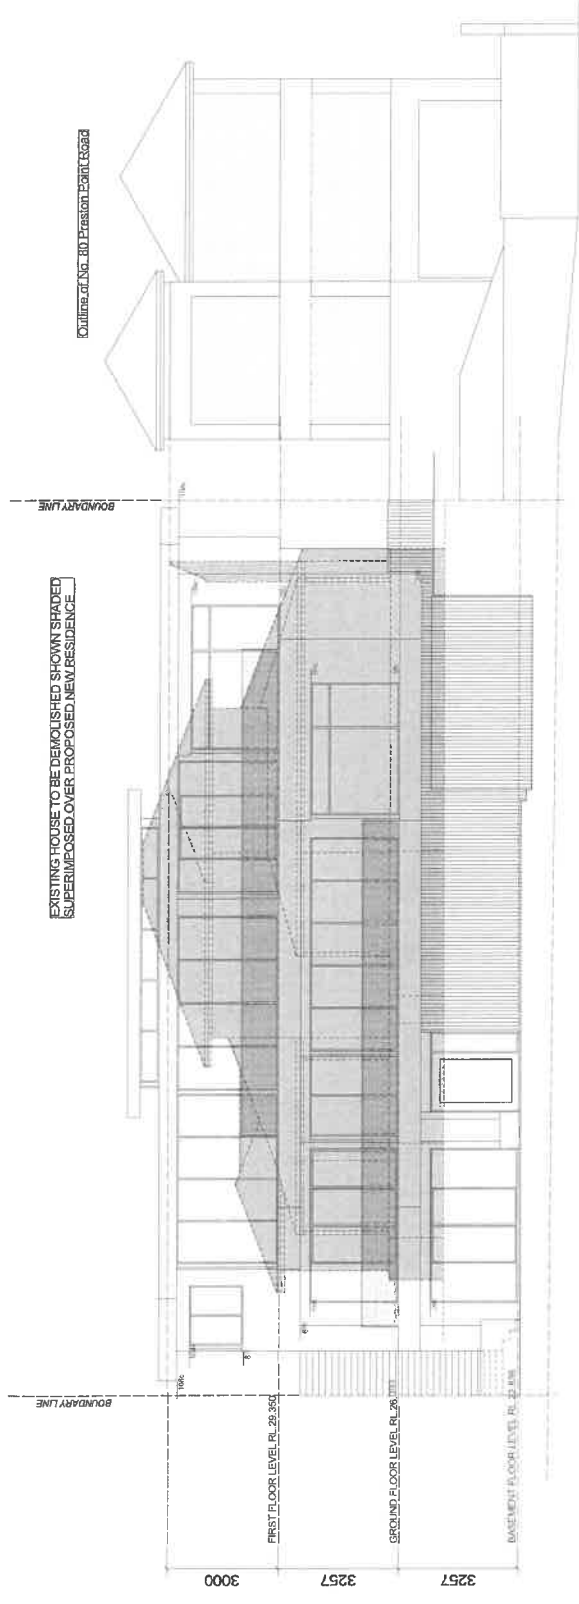 Outline of No. 80 Preston Point Road
EXISTING HOUSE TO BE DEMOLISHED SHOWN SHADED
SUPERIMPOSED OVER PROPOSED NEW RESIDENCE
BOUNDARY LINE
BOUNDARY LINE
FIRST FLOOR LEVEL RL 29.350
GROUND FLOOR LEVEL RL 26.
BASEMENT FLOOR LEVEL RL 22.
3000
3257
3257